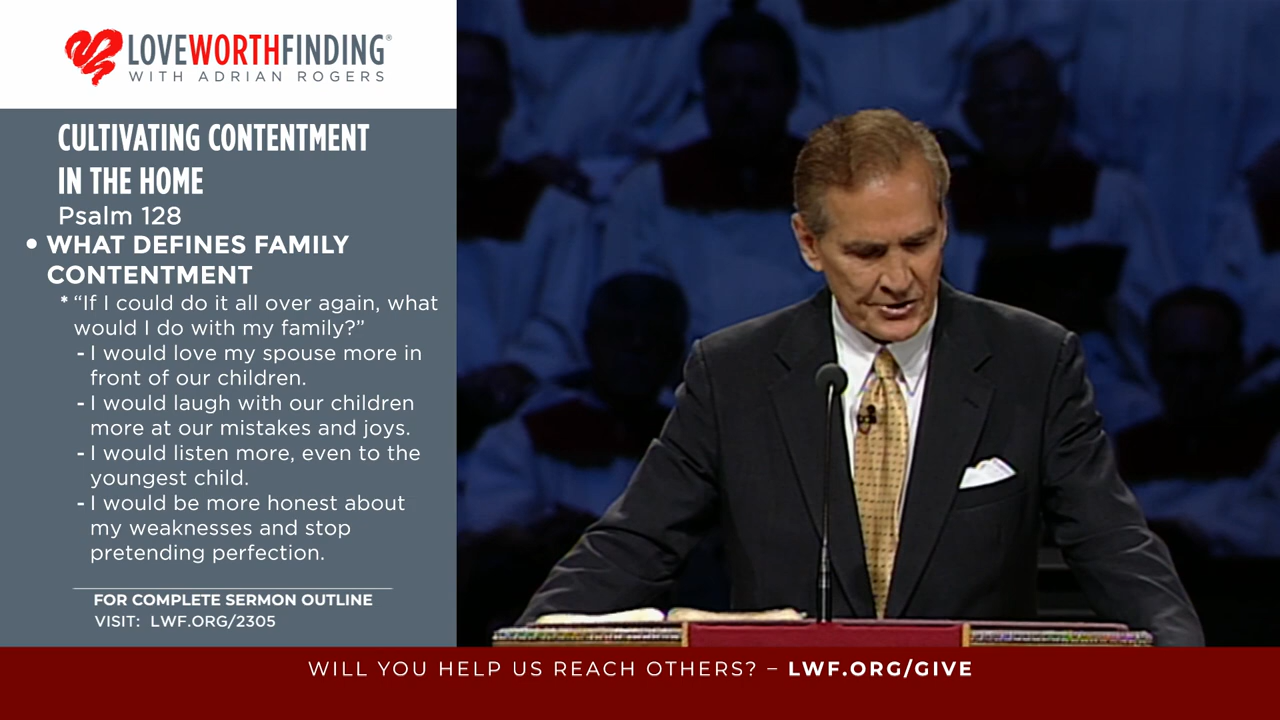 LOVEWORTHFINDING®
WITH ADRIAN ROGERS
CULTIVATING CONTENTMENT
IN THE HOME
Psalm 128
• WHAT DEFINES FAMILY
CONTENTMENT
* “If I could do it all over again, what
would I do with my family?”
- I would love my spouse more in
front of our children.
- I would laugh with our children
more at our mistakes and joys.
- I would listen more, even to the
youngest child.
- I would be more honest about
my weaknesses and stop
pretending perfection.
FOR COMPLETE SERMON OUTLINE
VISIT: LWF.ORG/2305
WILL YOU HELP US REACH OTHERS? – LWF.ORG/GIVE